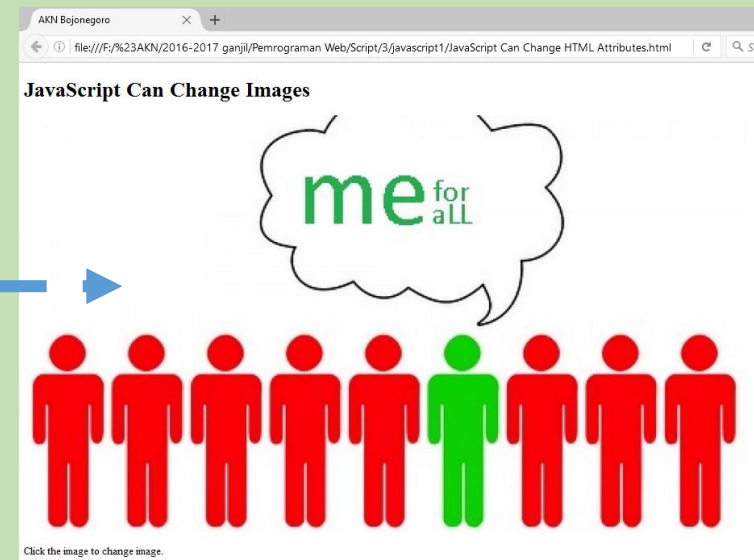 AKN Bojonegoro
file:///F:/%23AKN/2016-2017 ganjil/Pemrograman Web/Script/3/javascript1/JavaScript Can Change HTML Attributes.html
JavaScript Can Change Images
me for aLL
Click the image to change image.